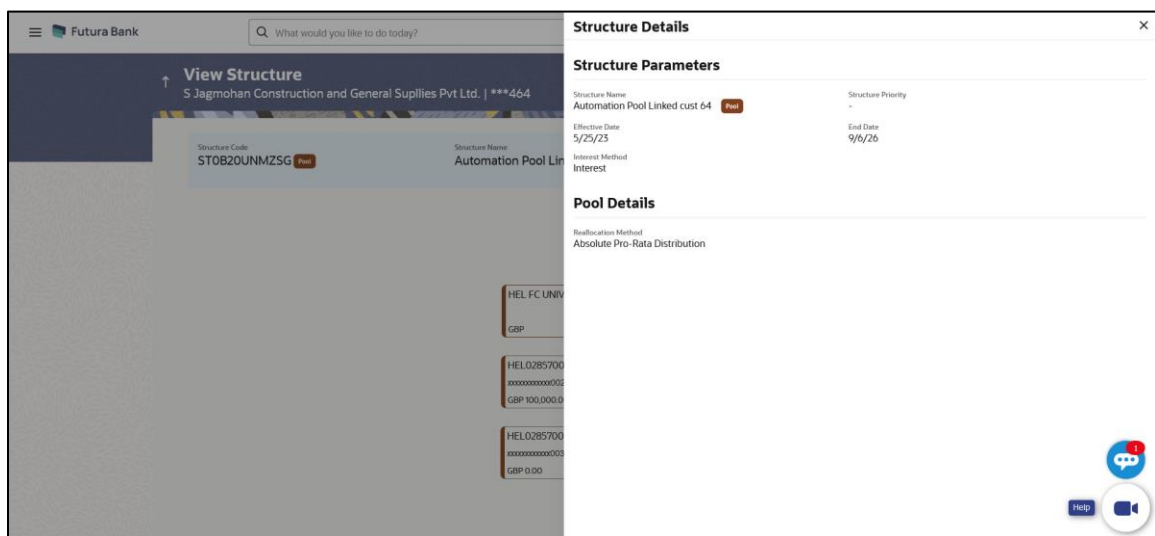 Futura Bank
What would you like to do today?
View Structure
S Jagmohan Construction and General Supllies Pvt Ltd. | ***464
Structure Code
ST0B20UNMZSG Pool
Structure Name
Automation Pool Lin
HEL FC UNIV
GBP
HEL0285700
xxxxxxxxxxx002
GBP 100,000.0
HEL0285700
xxxxxxxxxxx003
GBP 0.00
Structure Details
Structure Parameters
Structure Name
Automation Pool Linked cust 64 Pool
Structure Priority
-
Effective Date
5/25/23
End Date
9/6/26
Interest Method
Interest
Pool Details
Reallocation Method
Absolute Pro-Rata Distribution
1
Help